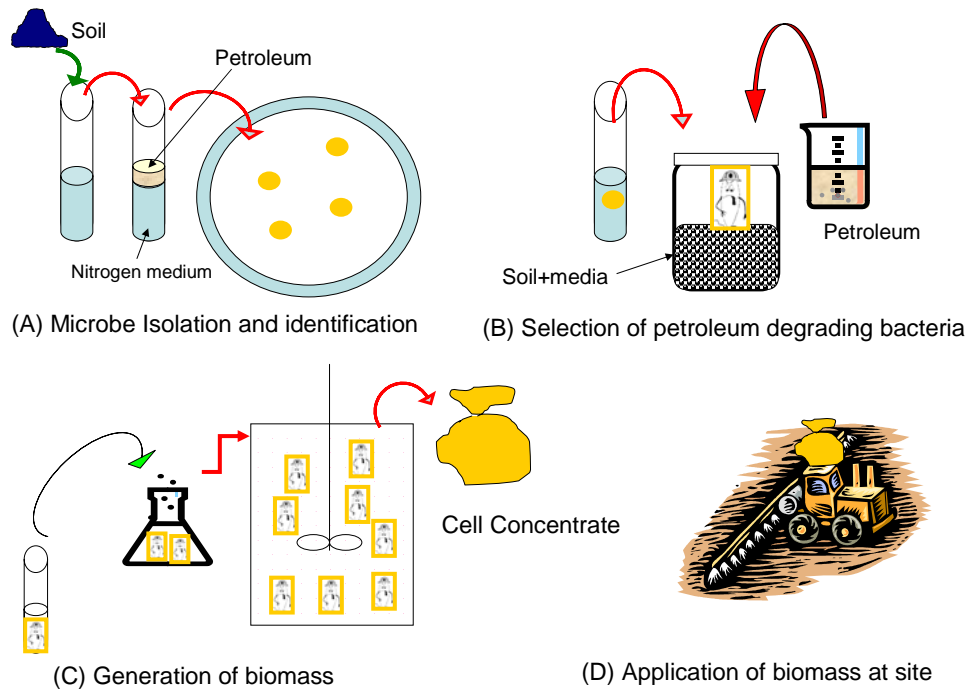 Soil
Petroleum
Nitrogen medium
(A) Microbe Isolation and identification
Petroleum
Soil+media
(B) Selection of petroleum degrading bacteria
Cell Concentrate
(C) Generation of biomass
(D) Application of biomass at site